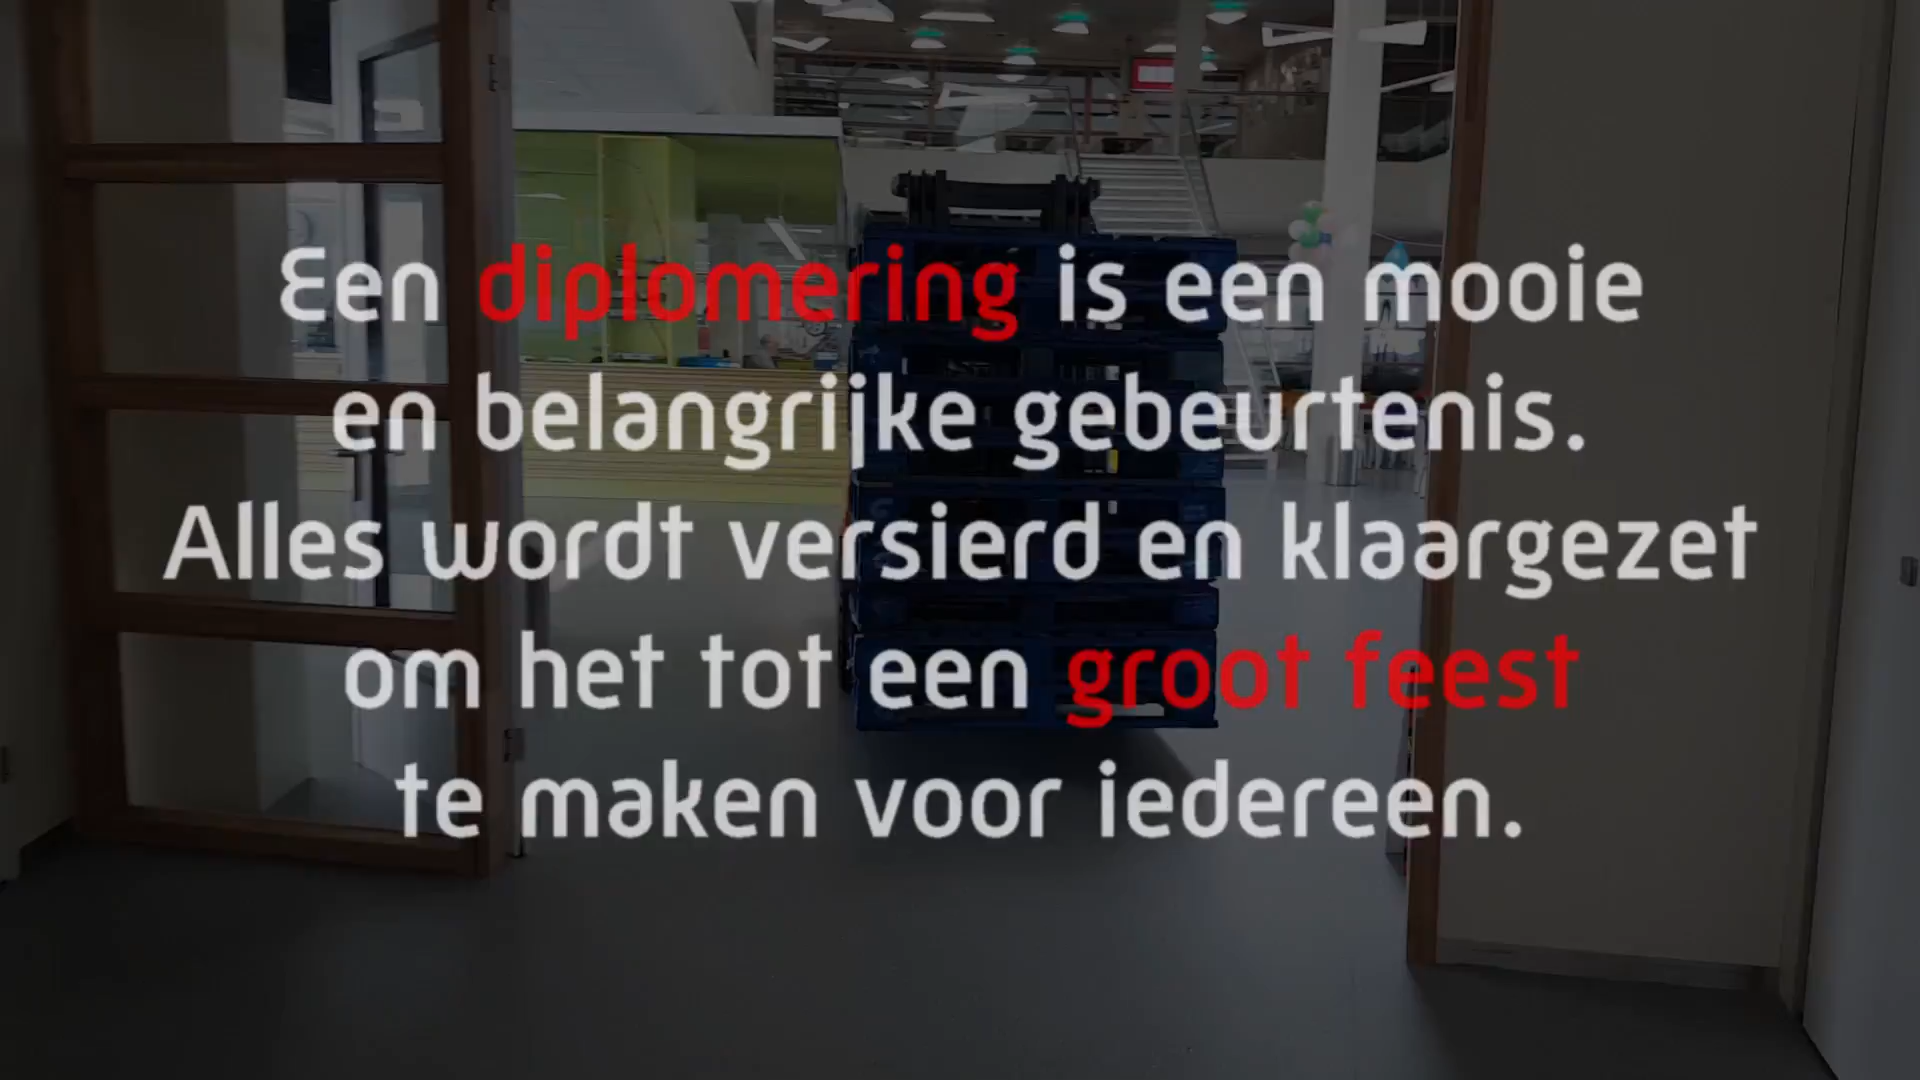 Een diplomering is een mooie
en belangrijke gebeurtenis.
Alles wordt versierd en klaargezet
om het tot een groot feest
te maken voor iedereen.